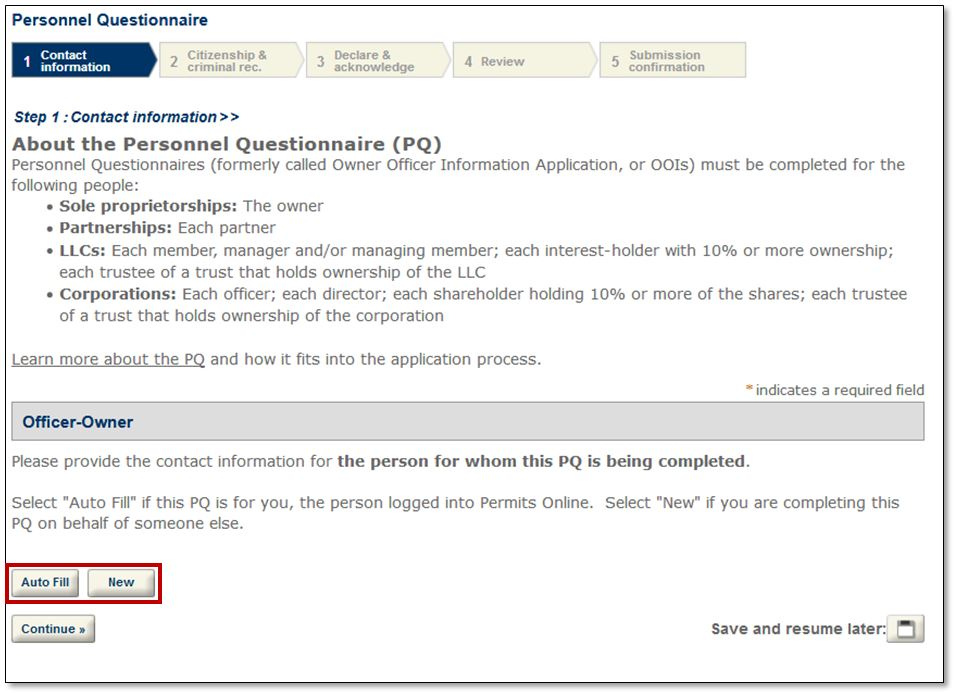 Personnel Questionnaire
1 Contact information
2 Citizenship & criminal rec.
3 Declare & acknowledge
4 Review
5 Submission confirmation
Step 1 : Contact information >>
About the Personnel Questionnaire (PQ)
Personnel Questionnaires (formerly called Owner Officer Information Application, or OOIs) must be completed for the
following people:
• Sole proprietorships: The owner
• Partnerships: Each partner
• LLCs: Each member, manager and/or managing member; each interest-holder with 10% or more ownership;
each trustee of a trust that holds ownership of the LLC
• Corporations: Each officer; each director; each shareholder holding 10% or more of the shares; each trustee
of a trust that holds ownership of the corporation
Learn more about the PQ and how it fits into the application process.
* indicates a required field
Officer-Owner
Please provide the contact information for the person for whom this PQ is being completed.
Select "Auto Fill" if this PQ is for you, the person logged into Permits Online. Select "New" if you are completing this
PQ on behalf of someone else.
Auto Fill New
Continue »
Save and resume later: